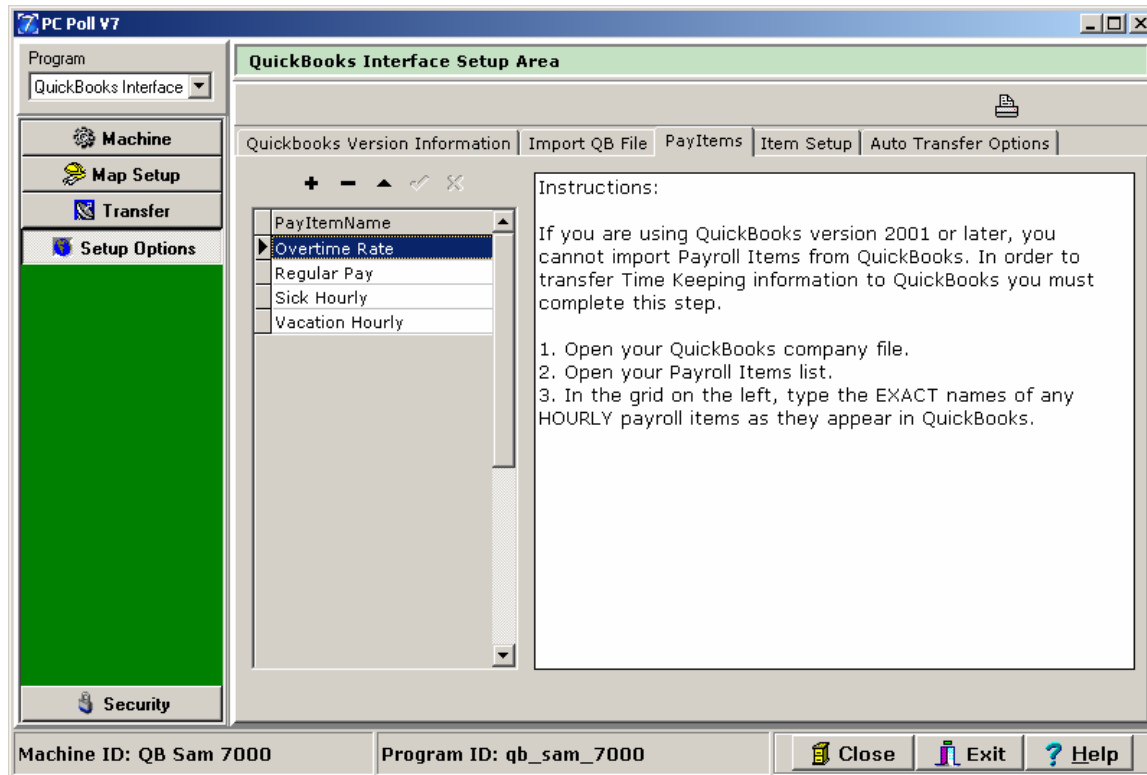 PC Poll V7
Program
QuickBooks Interface
Machine
Map Setup
Transfer
Setup Options
Security
QuickBooks Interface Setup Area
Quickbooks Version Information Import QB File PayItems Item Setup Auto Transfer Options
PayItemName
Overtime Rate
Regular Pay
Sick Hourly
Vacation Hourly
Instructions:
If you are using QuickBooks version 2001 or later, you
cannot import Payroll Items from QuickBooks. In order to
transfer Time Keeping information to QuickBooks you must
complete this step.
1. Open your QuickBooks company file.
2. Open your Payroll Items list.
3. In the grid on the left, type the EXACT names of any
HOURLY payroll items as they appear in QuickBooks.
Machine ID: QB Sam 7000 Program ID: qb_sam_7000 Close Exit Help